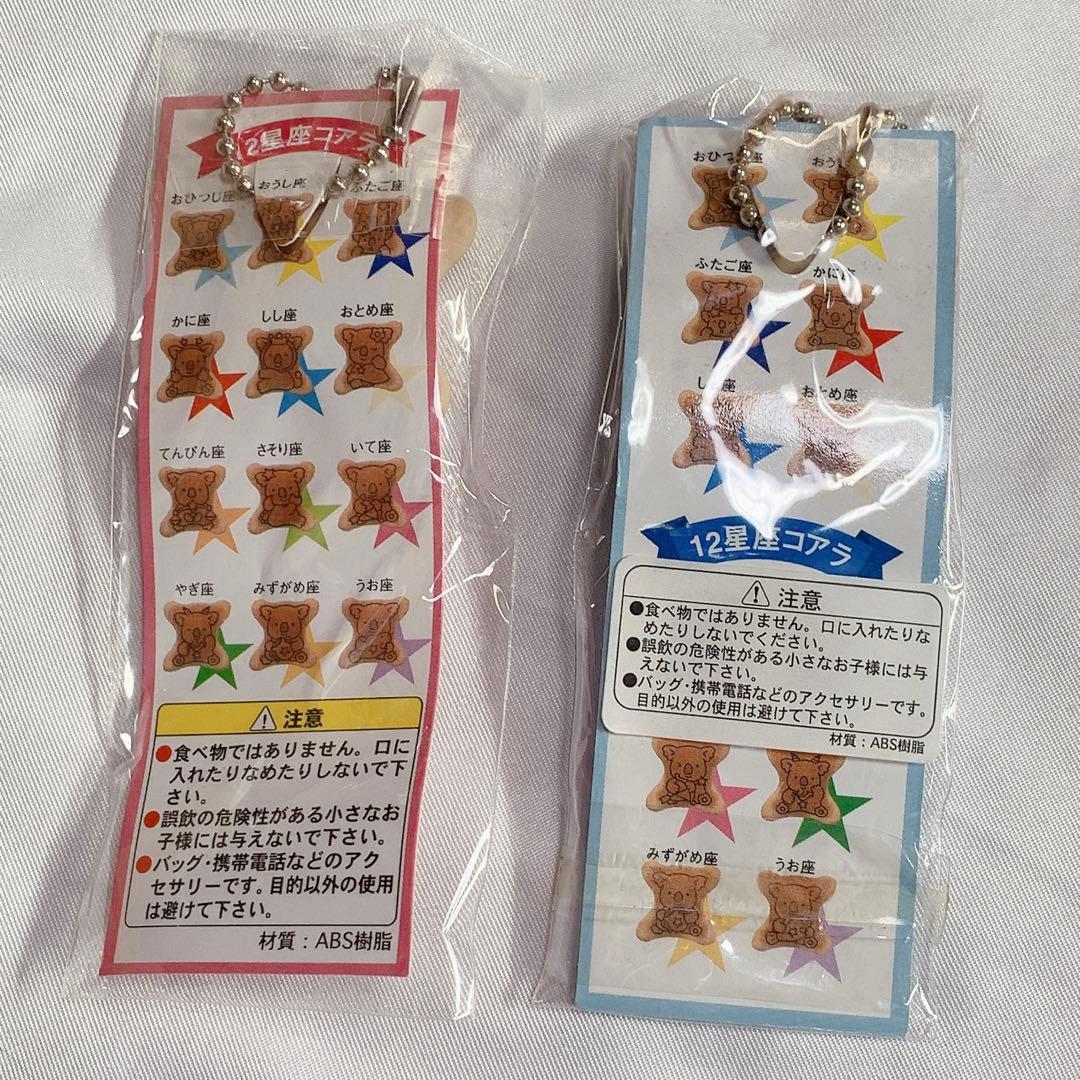 12星座コアラ
おひつじ座
おうし座
ふたご座
かに座
しし座
おとめ座
てんびん座
さそり座
いて座
やぎ座
みずがめ座
うお座
注意
●食べ物ではありません。口に
入れたりなめたりしないで下
さい。
●誤飲の危険性がある小さなお
子様には与えないで下さい。
●バッグ・携帯電話などのアク
セサリーです。目的以外の使用
は避けて下さい。
材質：ABS樹脂
おひつじ座
おうし
ふたご座
かに座
し 座
おとめ座
12星座コアラ
注意
●食べ物ではありません。口に入れたりな
めたりしないでください。
●誤飲の危険性がある小さなお子様には与
えないで下さい。
●バッグ・携帯電話などのアクセサリーです。
目的以外の使用は避けて下さい。
材質：ABS樹脂
みずがめ座
うお座